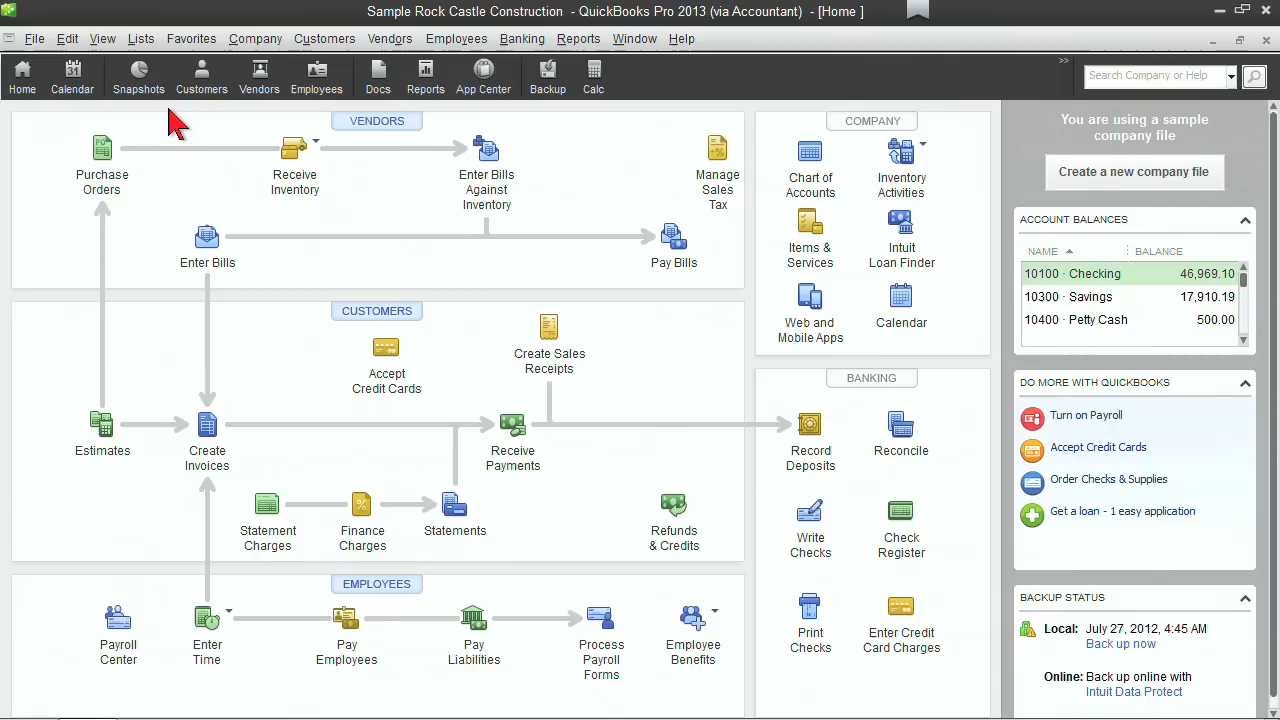 Sample Rock Castle Construction - QuickBooks Pro 2013 (via Accountant) - [Home ]
File Edit View Lists Favorites Company Customers Vendors Employees Banking Reports Window Help
Home Calendar Snapshots Customers Vendors Employees Docs Reports App Center Backup Calc
>>
Search Company or Help
VENDORS
Purchase
Orders
Receive
Inventory
Enter Bills
Against
Inventory
Manage
Sales
Tax
Enter Bills
Pay Bills
CUSTOMERS
Accept
Credit Cards
Create Sales
Receipts
Estimates
Create
Invoices
Receive
Payments
Statement
Charges
Finance
Charges
Statements
Refunds
& Credits
EMPLOYEES
Payroll
Center
Enter
Time
Pay
Employees
Pay
Liabilities
Process
Payroll
Forms
Employee
Benefits
COMPANY
Chart of
Accounts
Inventory
Activities
Items &
Services
Intuit
Loan Finder
Web and
Mobile Apps
Calendar
BANKING
Record
Deposits
Reconcile
Write
Checks
Check
Register
Print
Checks
Enter Credit
Card Charges
You are using a sample
company file
Create a new company file
ACCOUNT BALANCES
NAME BALANCE
10100 · Checking 46,969.10
10300 · Savings 17,910.19
10400 · Petty Cash 500.00
DO MORE WITH QUICKBOOKS
Turn on Payroll
Accept Credit Cards
Order Checks & Supplies
Get a loan - 1 easy application
BACKUP STATUS
Local: July 27, 2012, 4:45 AM
Back up now
Online: Back up online with
Intuit Data Protect